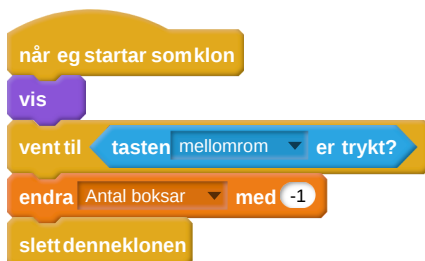 når eg startar som klon
vis
vent til tasten mellomrom er trykt?
endra Antal boksar med -1
slett denne klonen